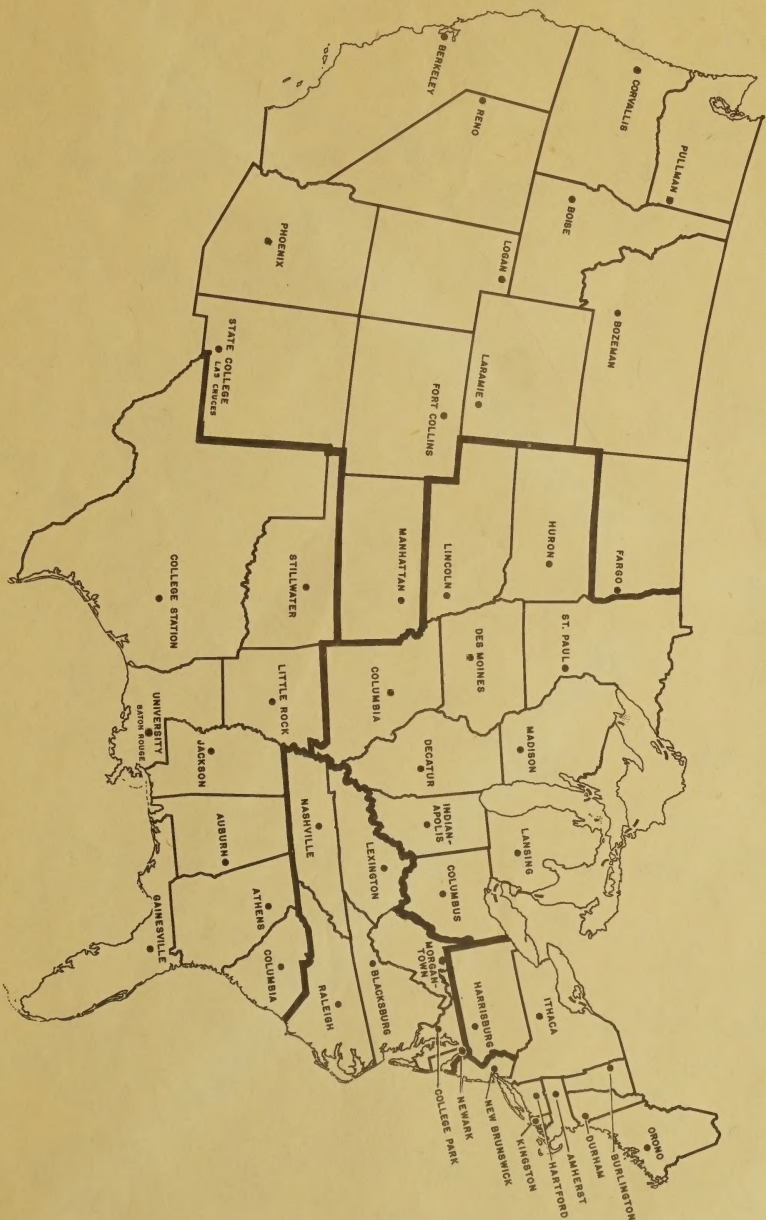 PULLMAN
CORVALLIS
BERKELEY
RENO
BOISE
LOGAN
BOZEMAN
PHOENIX
LARAMIE
FORT COLLINS
STATE COLLEGE
LAS CRUCES
FARGO
HURON
LINCOLN
MANHATTAN
STILLWATER
COLLEGE STATION
ST. PAUL
DES MOINES
COLUMBIA
LITTLE ROCK
UNIVERSITY
BATON ROUGE
MADISON
DECATUR
JACKSON
LANSING
INDIAN-
APOLIS
COLUMBUS
LEXINGTON
NASHVILLE
AUBURN
ATHENS
GAINESVILLE
COLUMBIA
RALEIGH
BLACKSBURG
MORGAN-
TOWN
HARRISBURG
ITHACA
ORONO
BURLINGTON
DURHAM
AMHERST
HARTFORD
KINGSTON
NEW BRUNSWICK
NEWARK
COLLEGE PARK